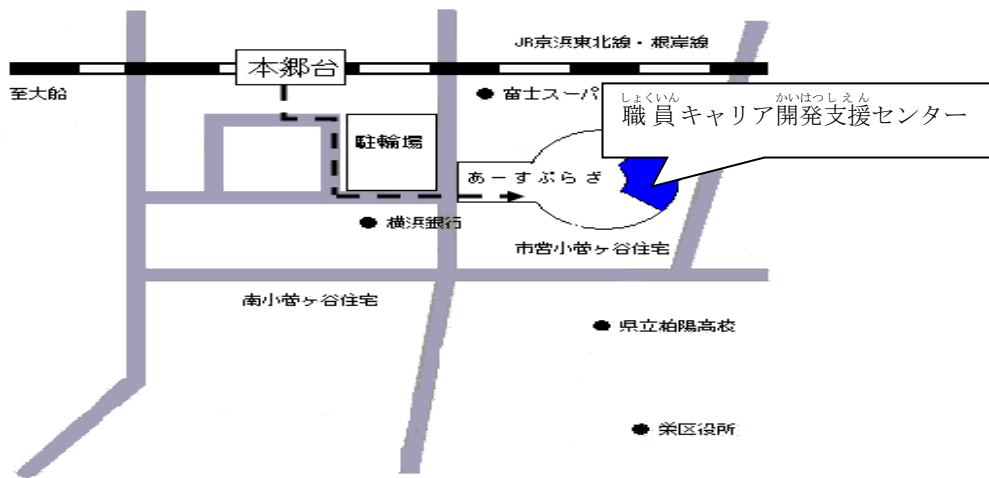 JR京浜東北線・根岸線
本郷台
至大船
富士スーパ
しょくいん かいはつしえん
職員キャリア開発支援センター
駐輪場
あーすぷらざ
横浜銀行
市営小菅ヶ谷住宅
南小菅ヶ谷住宅
県立柏陽高校
栄区役所